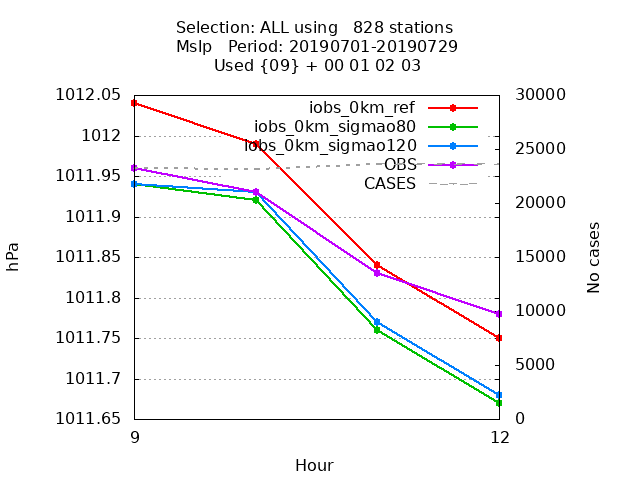 Selection: ALL using   828 stations
Mslp   Period: 20190701-20190729
Used {09} + 00 01 02 03
1012.05
1012
1011.95
1011.9
1011.85
1011.8
1011.75
1011.7
1011.65
hPa
iobs_0km_ref
iobs_0km_sigmao80
iobs_0km_sigmao120
OBS
CASES
30000
25000
20000
15000
10000
5000
0
No cases
9
12
Hour